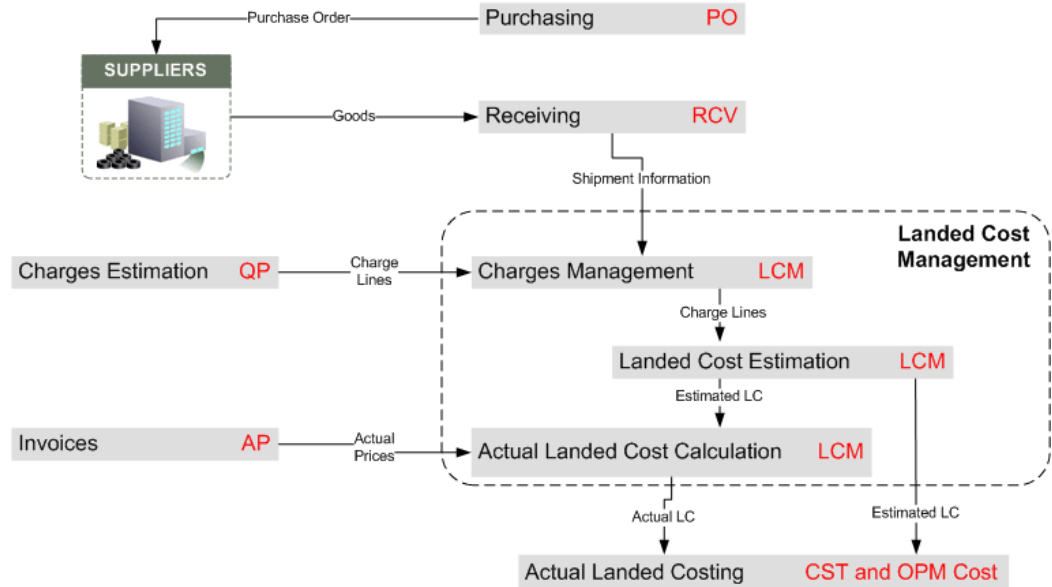 Purchase Order
Purchasing PO
SUPPLIERS
Goods
Receiving RCV
Shipment Information
Landed Cost
Management
Charges Estimation QP
Charge
Lines
Charges Management LCM
Charge Lines
Landed Cost Estimation LCM
Estimated LC
Invoices AP
Actual
Prices
Actual Landed Cost Calculation LCM
Actual LC
Estimated LC
Actual Landed Costing CST and OPM Cost